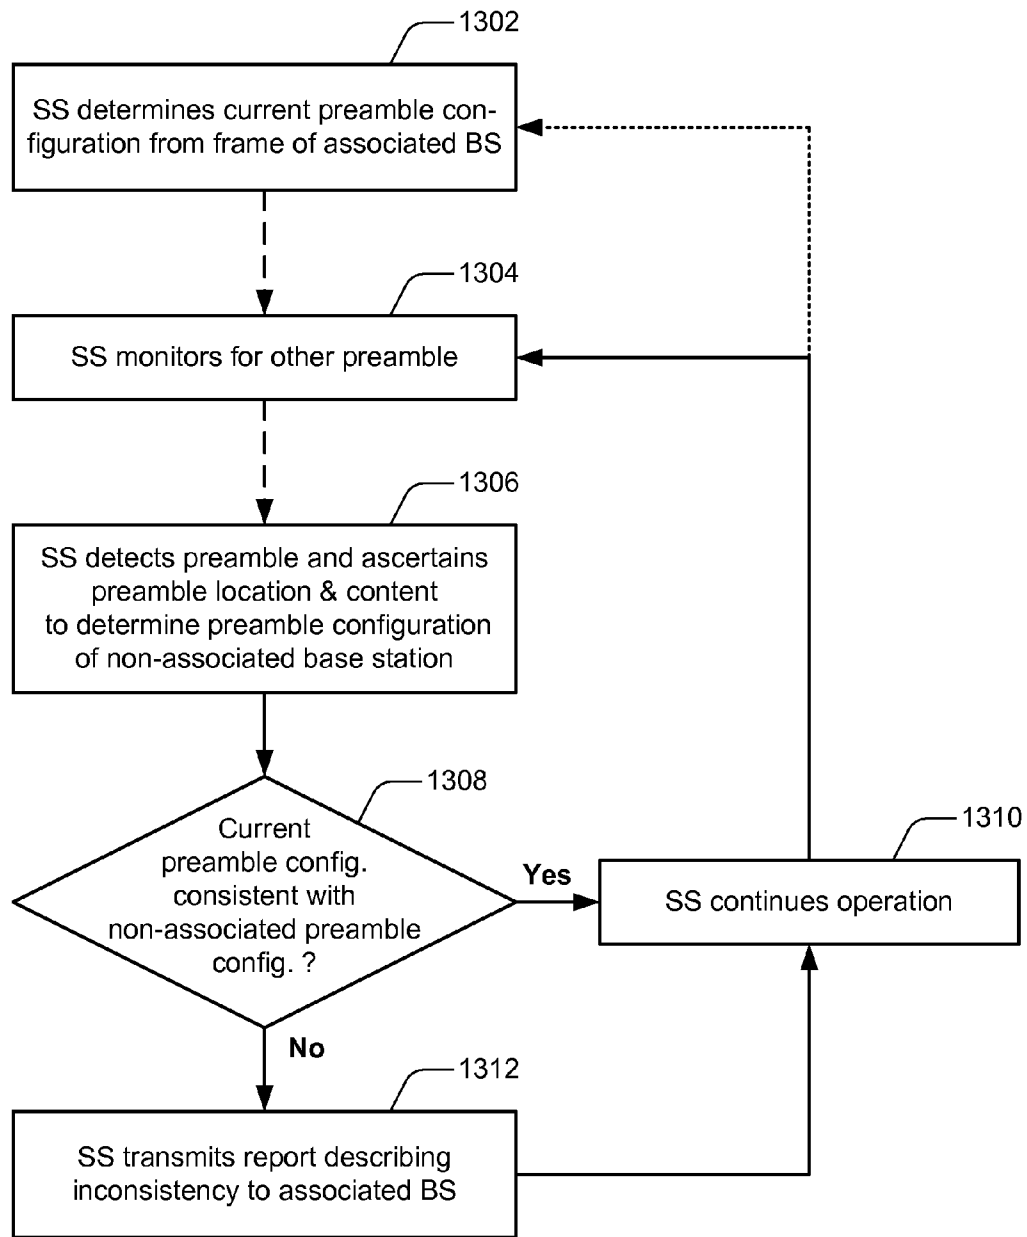 1302
SS determines current preamble con-
figuration from frame of associated BS
1304
SS monitors for other preamble
1306
SS detects preamble and ascertains
preamble location & content
to determine preamble configuration
of non-associated base station
1308
Current
preamble config.
consistent with
non-associated preamble
config. ?
Yes
1310
SS continues operation
No
1312
SS transmits report describing
inconsistency to associated BS